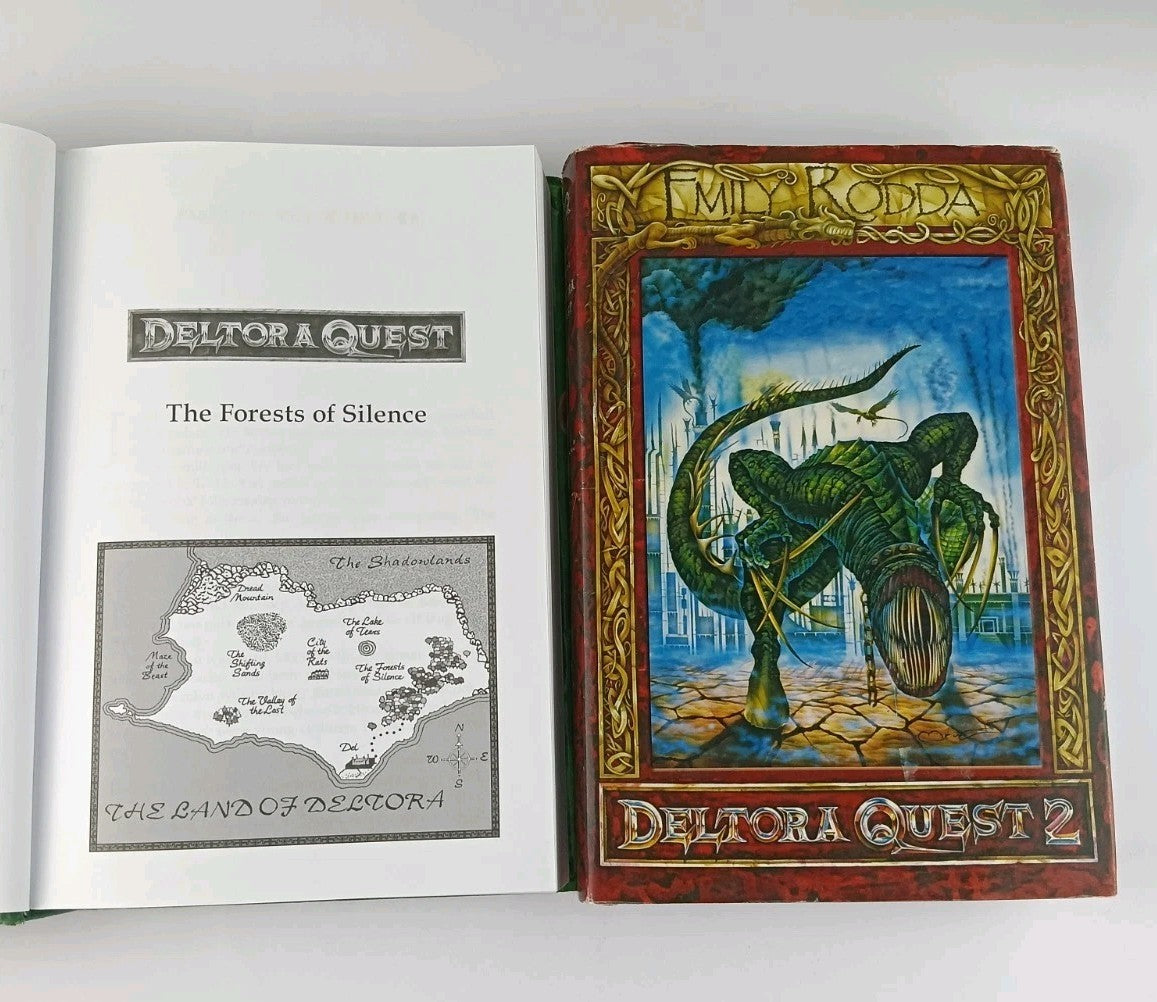 DELTORA QUEST
The Forests of Silence
The Shadowlands
Dread
Mountain
The Lake
of Tears
City
of the
Rats
The
Shifting
Sands
Maze
of the
Beast
The Forests
of Silence
The Valley of
the Lost
Del
N
W
E
S
THE LAND OF DELTORA
EMILY RODDA
DELTORA QUEST 2